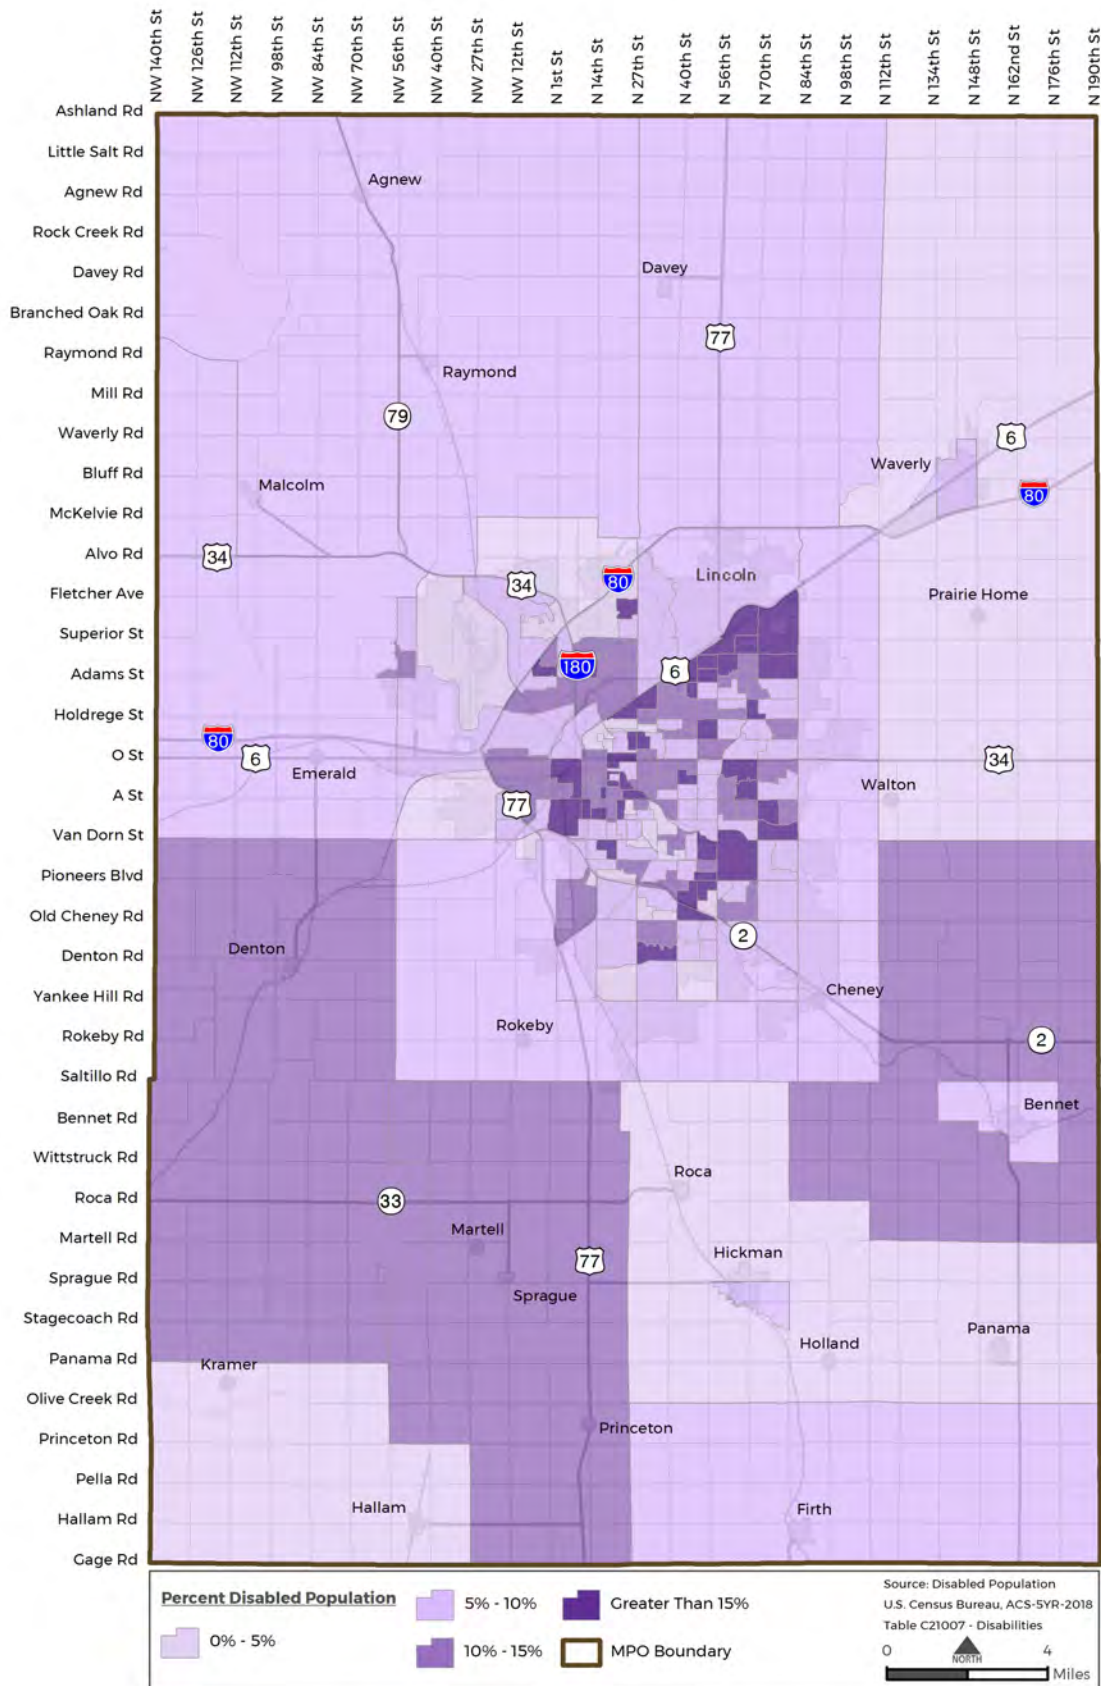 NW 140th St
NW 126th St
NW 112th St
NW 98th St
NW 84th St
NW 70th St
NW 56th St
NW 40th St
NW 27th St
NW 12th St
N 1st St
N 14th St
N 27th St
N 40th St
N 56th St
N 70th St
N 84th St
N 98th St
N 112th St
N 134th St
N 148th St
N 162nd St
N 176th St
N 190th St
Ashland Rd
Little Salt Rd
Agnew Rd
Rock Creek Rd
Davey Rd
Branched Oak Rd
Raymond Rd
Mill Rd
Waverly Rd
Bluff Rd
McKelvie Rd
Alvo Rd
Fletcher Ave
Superior St
Adams St
Holdrege St
O St
A St
Van Dorn St
Pioneers Blvd
Old Cheney Rd
Denton Rd
Yankee Hill Rd
Rokeby Rd
Saltillo Rd
Bennet Rd
Wittstruck Rd
Roca Rd
Martell Rd
Sprague Rd
Stagecoach Rd
Panama Rd
Olive Creek Rd
Princeton Rd
Pella Rd
Hallam Rd
Gage Rd
Agnew
Davey
77
Raymond
79
6
Waverly
Malcolm
80
34
34
80
Lincoln
Prairie Home
180
6
80
6
Emerald
34
77
Walton
2
Denton
Cheney
Rokeby
2
Bennet
Roca
33
Martell
77
Hickman
Sprague
Holland
Panama
Kramer
Princeton
Hallam
Firth
Percent Disabled Population
0% - 5%
5% - 10%
10% - 15%
Greater Than 15%
MPO Boundary
Source: Disabled Population
U.S. Census Bureau, ACS-5YR-2018
Table C21007 - Disabilities
0
4
NORTH
Miles